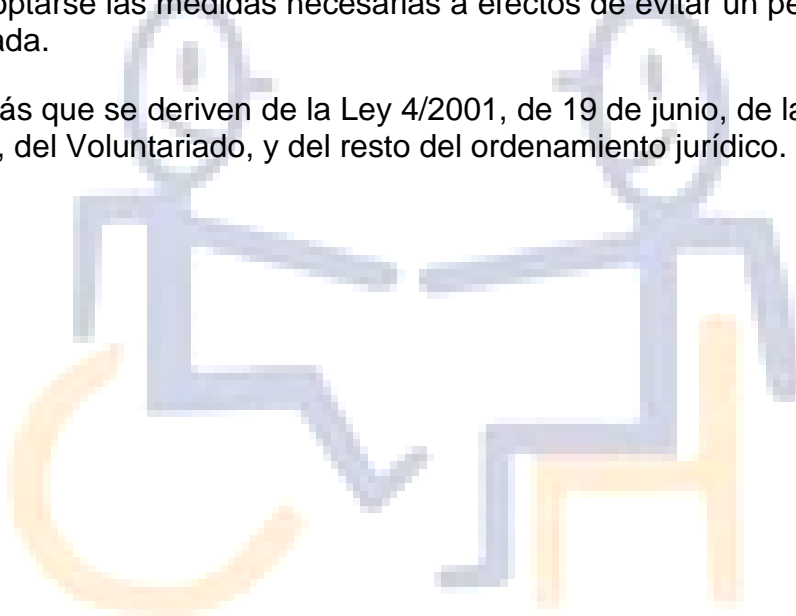 optarse las medidas necesarias a efectos de evitar un pe
ada.
ás que se deriven de la Ley 4/2001, de 19 de junio, de la
, del Voluntariado, y del resto del ordenamiento jurídico.